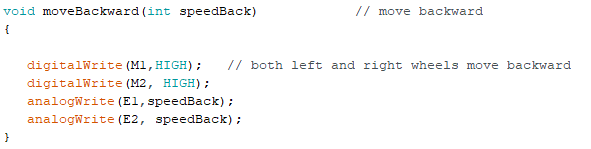 void moveBackward(int speedBack)             // move backward
{
   digitalWrite(M1,HIGH);   // both left and right wheels move backward
   digitalWrite(M2, HIGH);
   analogWrite(E1,speedBack);
   analogWrite(E2, speedBack);
}